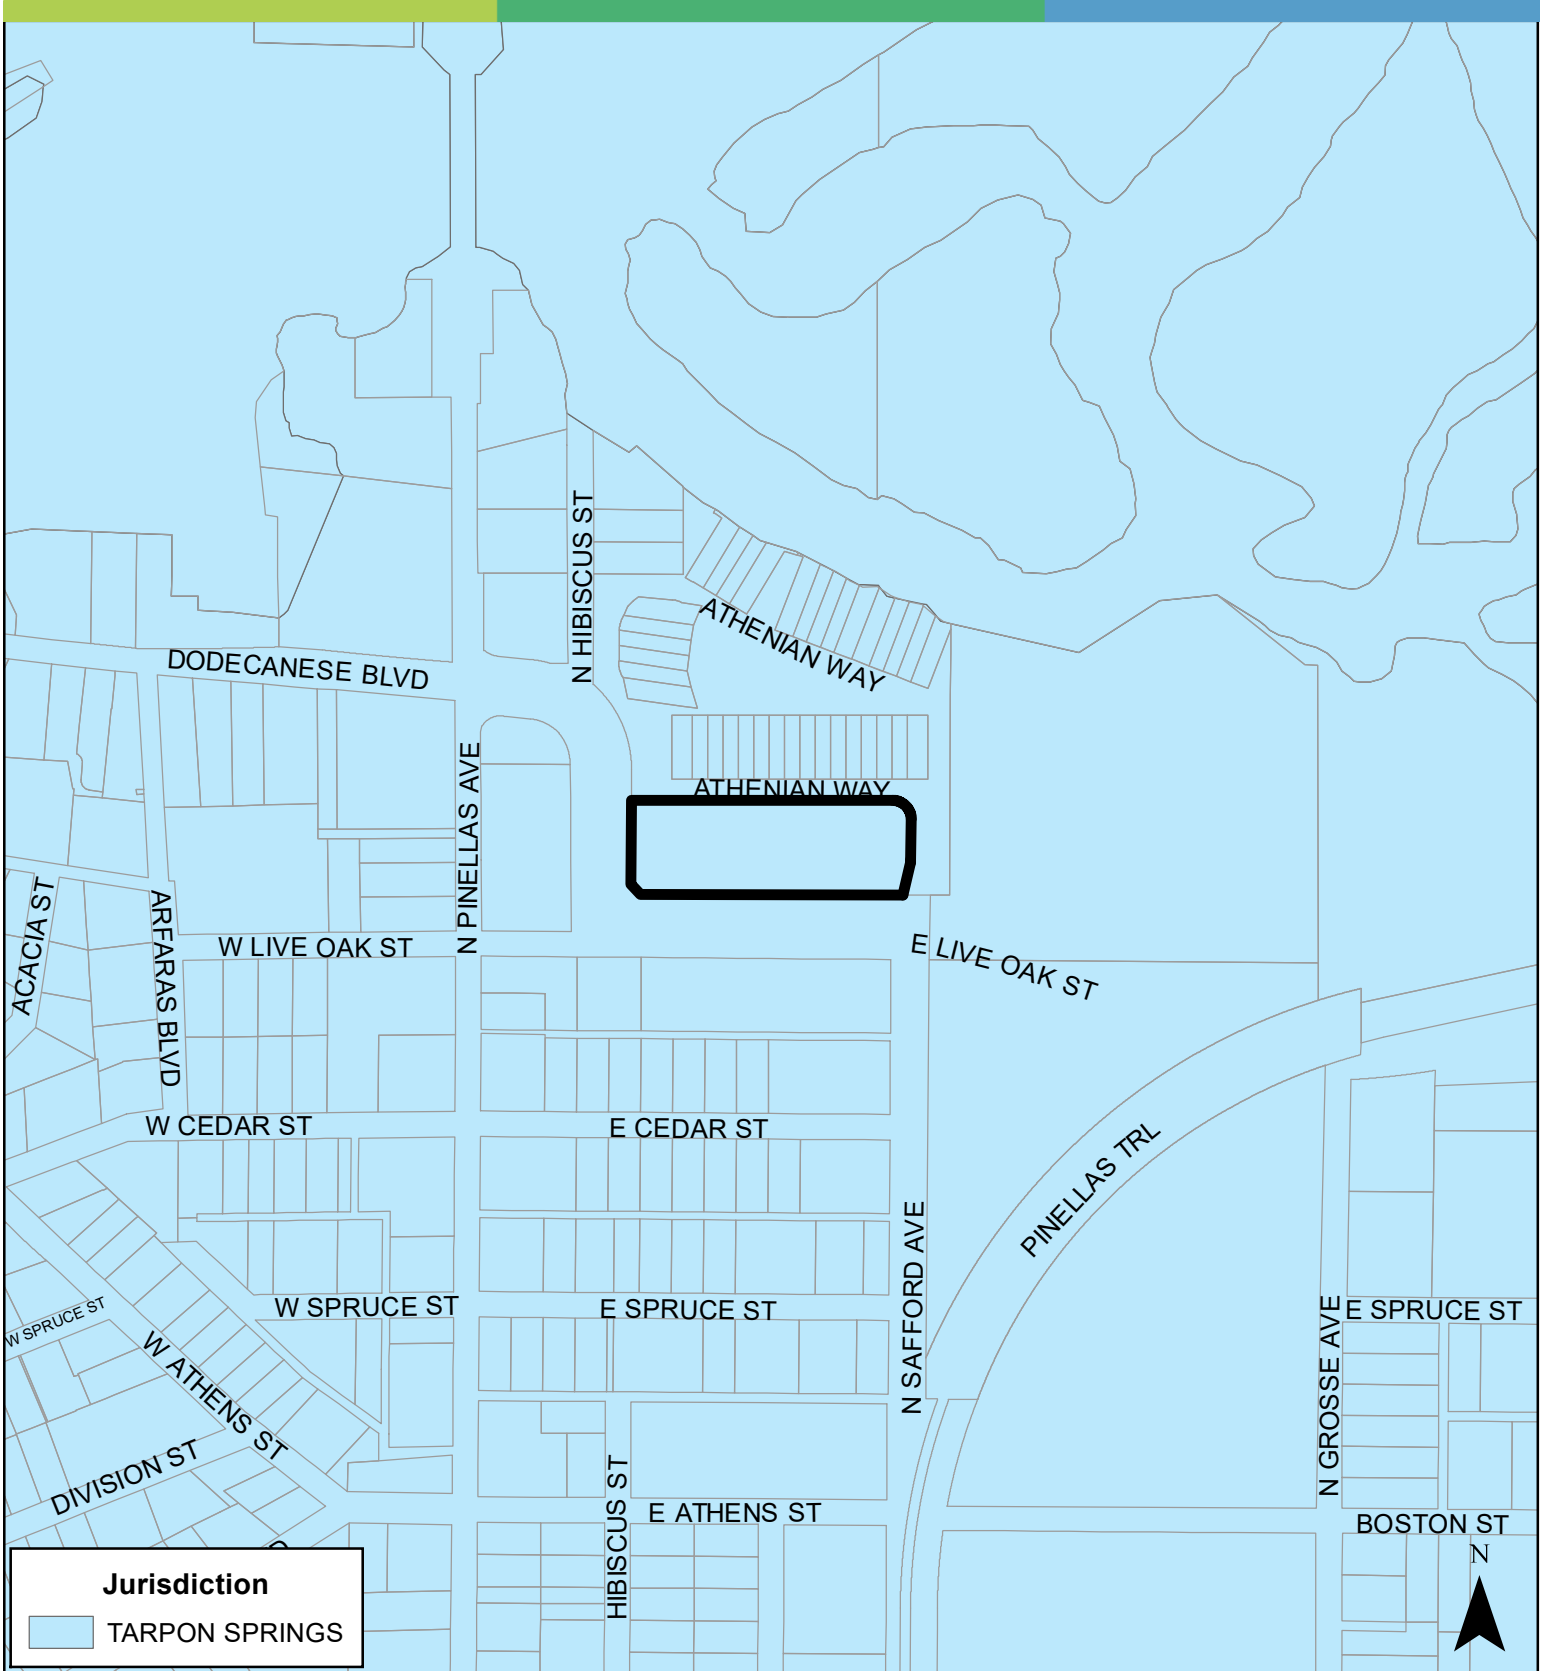 N HIBISCUS ST
ATHENIAN WAY
DODECANESE BLVD
N PINELLAS AVE
ATHENIAN WAY
ACACIA ST
ARFARAS BLVD
W LIVE OAK ST
E LIVE OAK ST
W CEDAR ST
E CEDAR ST
PINELLAS TRL
N SAFFORD AVE
W SPRUCE ST
W SPRUCE ST
E SPRUCE ST
E SPRUCE ST
N GROSSE AVE
W ATHENS ST
DIVISION ST
HIBISCUS ST
E ATHENS ST
BOSTON ST
N
Jurisdiction
TARPON SPRINGS